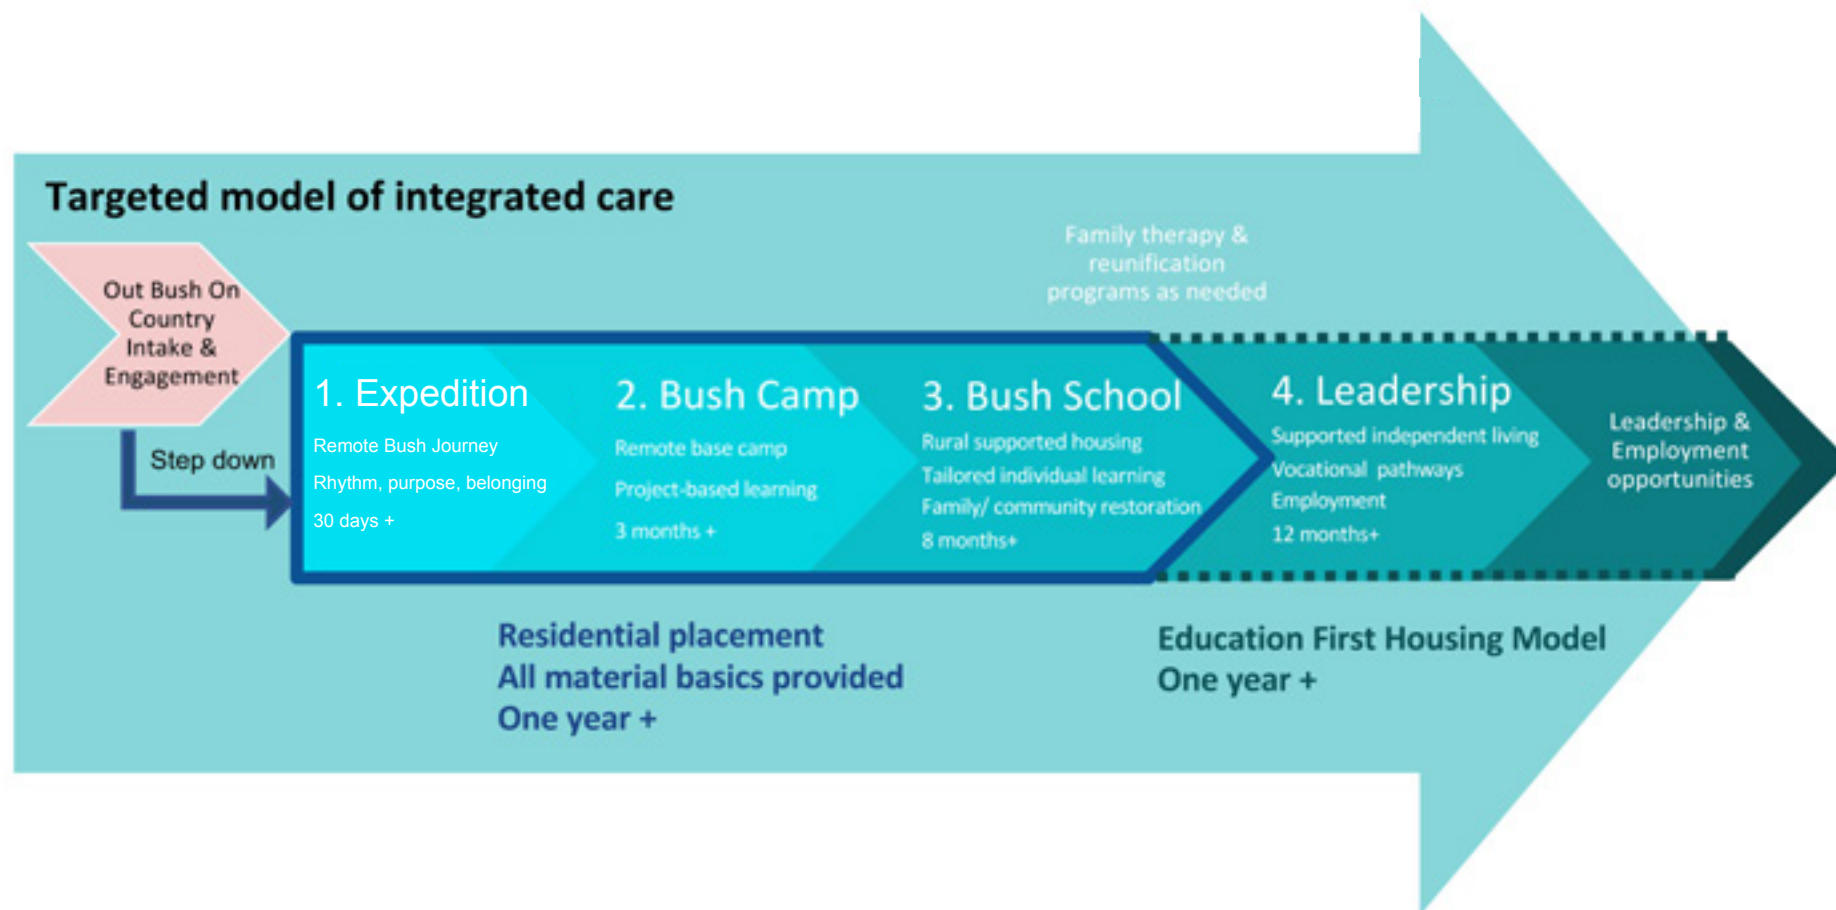 Targeted model of integrated care
Out Bush On
Country
Intake &
Engagement
Step down
1. Expedition
Remote Bush Journey
Rhythm, purpose, belonging
30 days +
2. Bush Camp
Remote base camp
Project-based learning
3 months +
3. Bush School
Rural supported housing
Tailored individual learning
Family/ community restoration
8 months+
Family therapy &
reunification
programs as needed
4. Leadership
Supported independent living
Vocational pathways
Employment
12 months+
Leadership &
Employment
opportunities
Residential placement
All material basics provided
One year +
Education First Housing Model
One year +